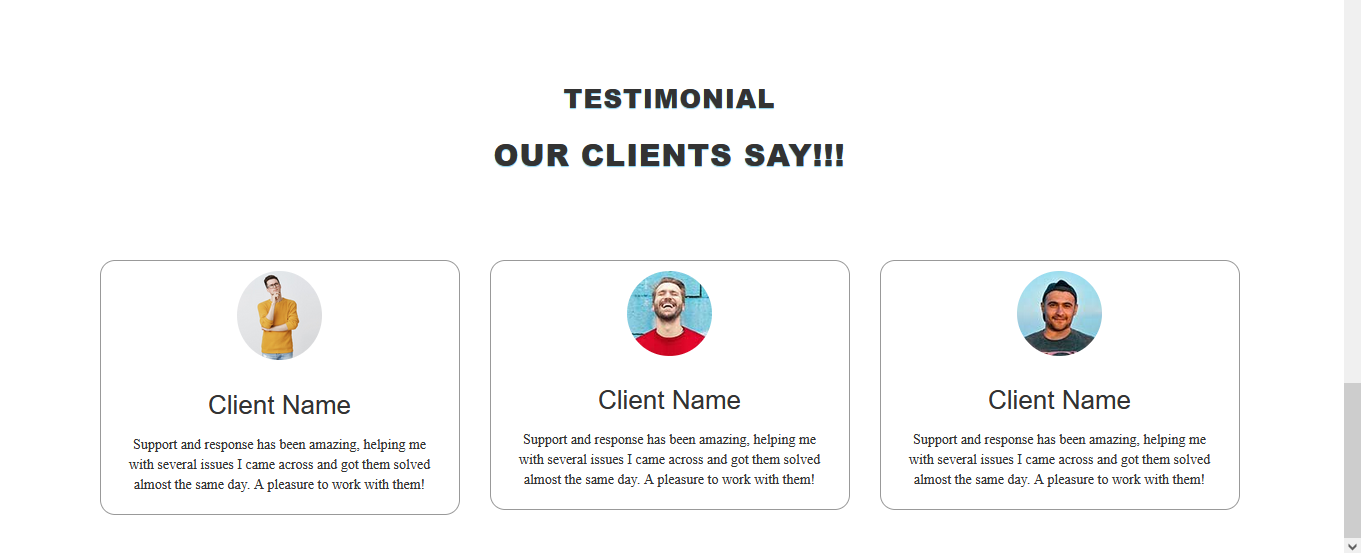 TESTIMONIAL
OUR CLIENTS SAY!!!
Client Name
Support and response has been amazing, helping me
with several issues I came across and got them solved
almost the same day. A pleasure to work with them!
Client Name
Support and response has been amazing, helping me
with several issues I came across and got them solved
almost the same day. A pleasure to work with them!
Client Name
Support and response has been amazing, helping me
with several issues I came across and got them solved
almost the same day. A pleasure to work with them!